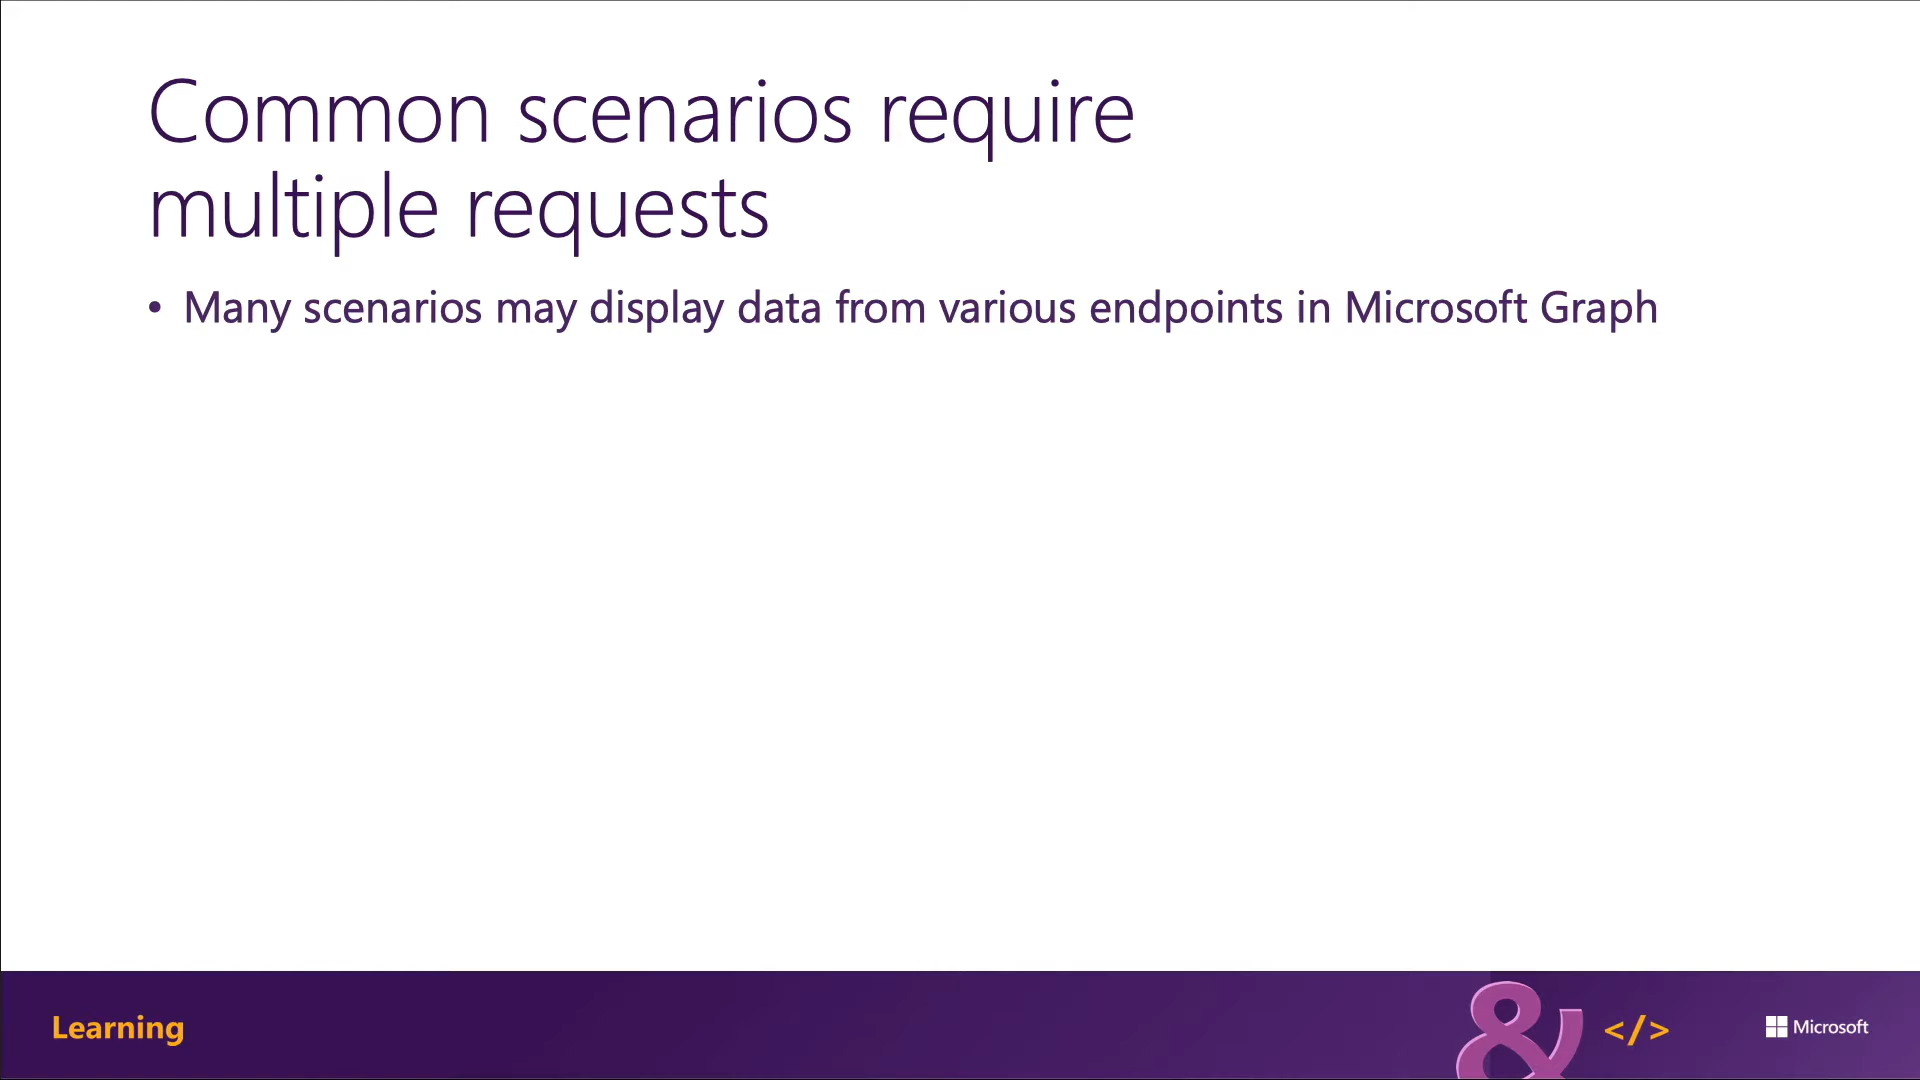 Common scenarios require
multiple requests
• Many scenarios may display data from various endpoints in Microsoft Graph
Learning
& </>
Microsoft